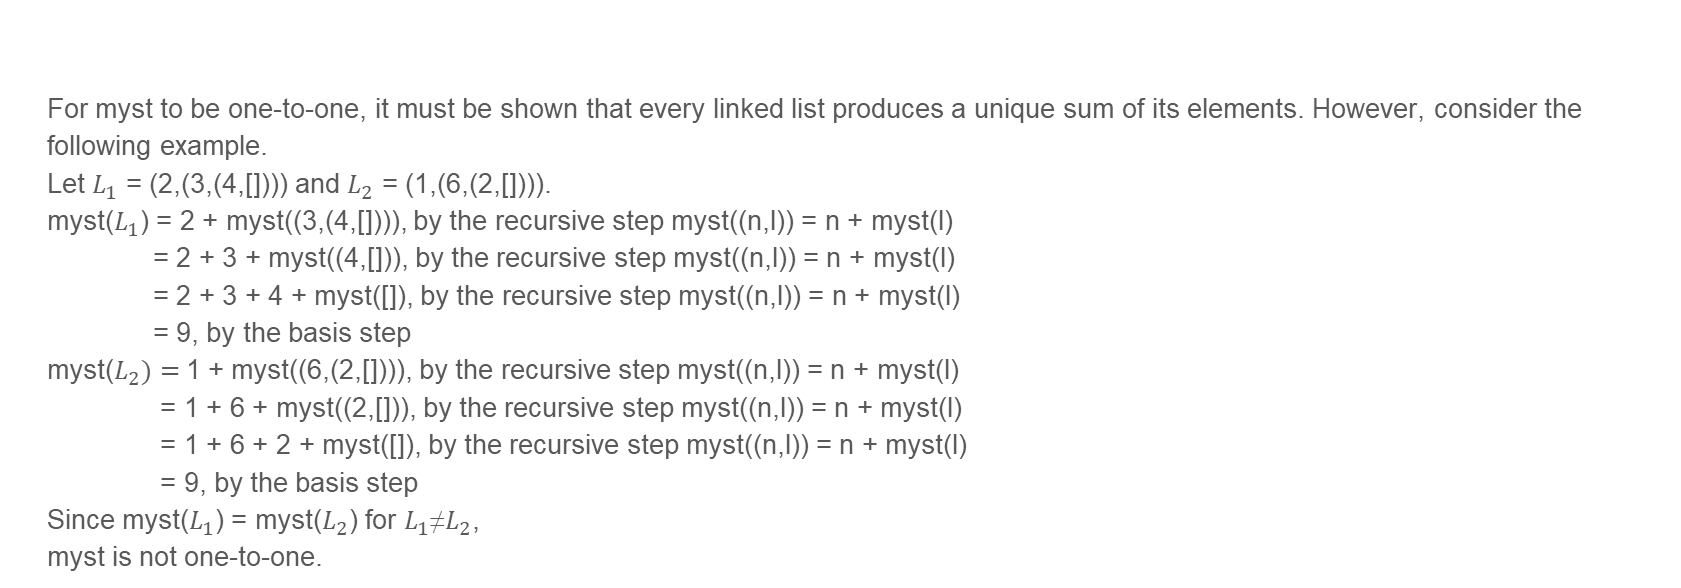 For myst to be one-to-one, it must be shown that every linked list produces a unique sum of its elements. However, consider the
following example.
Let L₁ = (2,(3,(4,[]))) and L₂ = (1,(6,(2,[]))).
myst(L₁) = 2 + myst((3,(4,[]))), by the recursive step myst((n,l)) = n + myst(l)
= 2 + 3 + myst((4,[])), by the recursive step myst((n,l)) = n + myst(l)
= 2 + 3 + 4 + myst([]), by the recursive step myst((n,l)) = n + myst(l)
= 9, by the basis step
myst(L₂) = 1 + myst((6,(2,[]))), by the recursive step myst((n,l)) = n + myst(l)
= 1 + 6 + myst((2,[])), by the recursive step myst((n,l)) = n + myst(l)
= 1 + 6 + 2 + myst([]), by the recursive step myst((n,l)) = n + myst(l)
= 9, by the basis step
Since myst(L₁) = myst(L₂) for L₁≠L₂,
myst is not one-to-one.